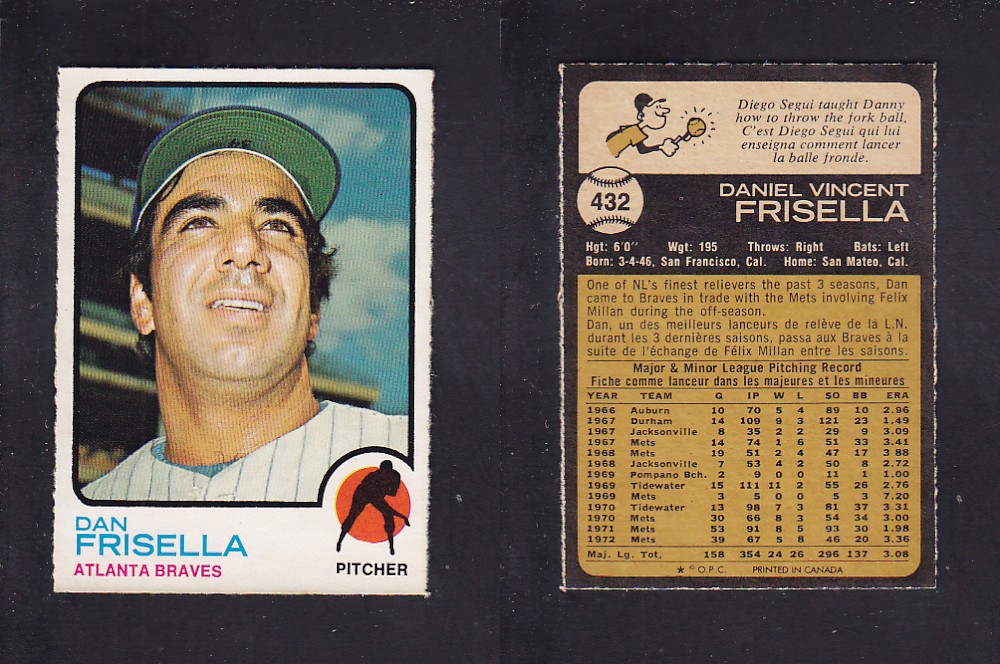 DAN
FRISELLA
ATLANTA BRAVES
PITCHER
Diego Segui taught Danny
how to throw the fork ball.
C'est Diego Segui qui lui
enseigna comment lancer
la balle fronde.
432
DANIEL VINCENT
FRISELLA
Hgt: 6'0" Wgt: 195 Throws: Right Bats: Left
Born: 3-4-46, San Francisco, Cal. Home: San Mateo, Cal.
One of NL's finest relievers the past 3 seasons, Dan
came to Braves in trade with the Mets involving Felix
Millan during the off-season.
Dan, un des meilleurs lanceurs de relève de la L.N.
durant les 3 dernières saisons, passa aux Braves à la
suite de l'échange de Félix Millan entre les saisons.
Major & Minor League Pitching Record
Fiche comme lanceur dans les majeures et les mineures
YEAR TEAM G IP W L SO BB ERA
1966 Auburn 10 70 5 4 89 10 2.96
1967 Durham 14 109 9 3 121 23 1.49
1967 Jacksonville 8 35 2 2 29 9 3.09
1967 Mets 14 74 1 6 51 33 3.41
1968 Mets 19 51 2 4 47 17 3.88
1968 Jacksonville 7 53 4 2 50 8 2.72
1969 Pompano Bch. 2 9 0 0 11 1 1.00
1969 Tidewater 15 111 11 2 55 26 2.76
1969 Mets 3 5 0 0 5 3 7.20
1970 Tidewater 13 98 7 3 81 37 3.31
1970 Mets 30 66 8 3 54 34 3.00
1971 Mets 53 91 8 5 93 30 1.98
1972 Mets 39 67 5 8 46 20 3.36
Maj. Lg. Tot. 158 354 24 26 296 137 3.08
★ © O.P.C. PRINTED IN CANADA